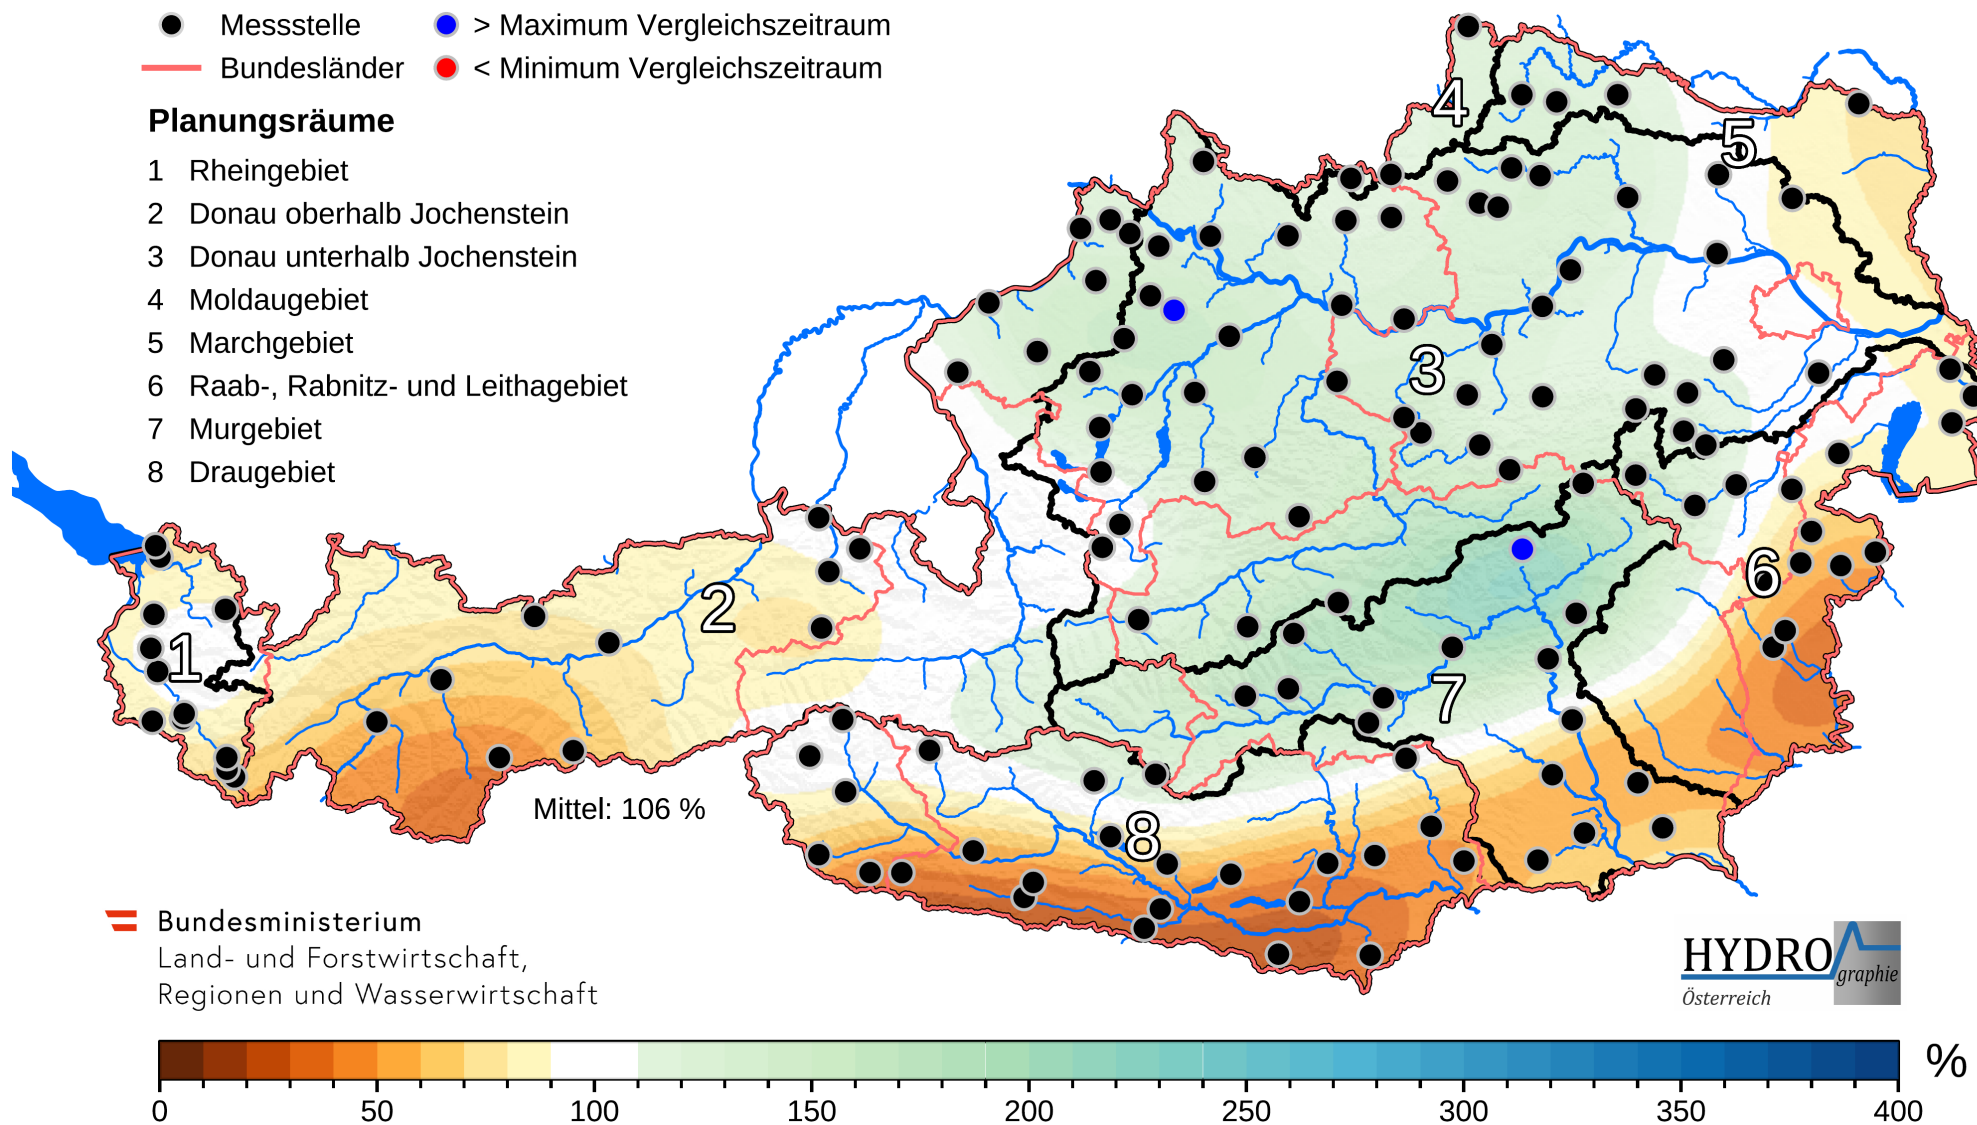 Messstelle
> Maximum Vergleichszeitraum
Bundesländer
< Minimum Vergleichszeitraum
Planungsräume
1 Rheingebiet
2 Donau oberhalb Jochenstein
3 Donau unterhalb Jochenstein
4 Moldaugebiet
5 Marchgebiet
6 Raab-, Rabnitz- und Leithagebiet
7 Murgebiet
8 Draugebiet
4
5
3
6
2
1
7
8
Mittel: 106 %
Bundesministerium
Land- und Forstwirtschaft,
Regionen und Wasserwirtschaft
HYDRO
graphie
Österreich
%
0 50 100 150 200 250 300 350 400